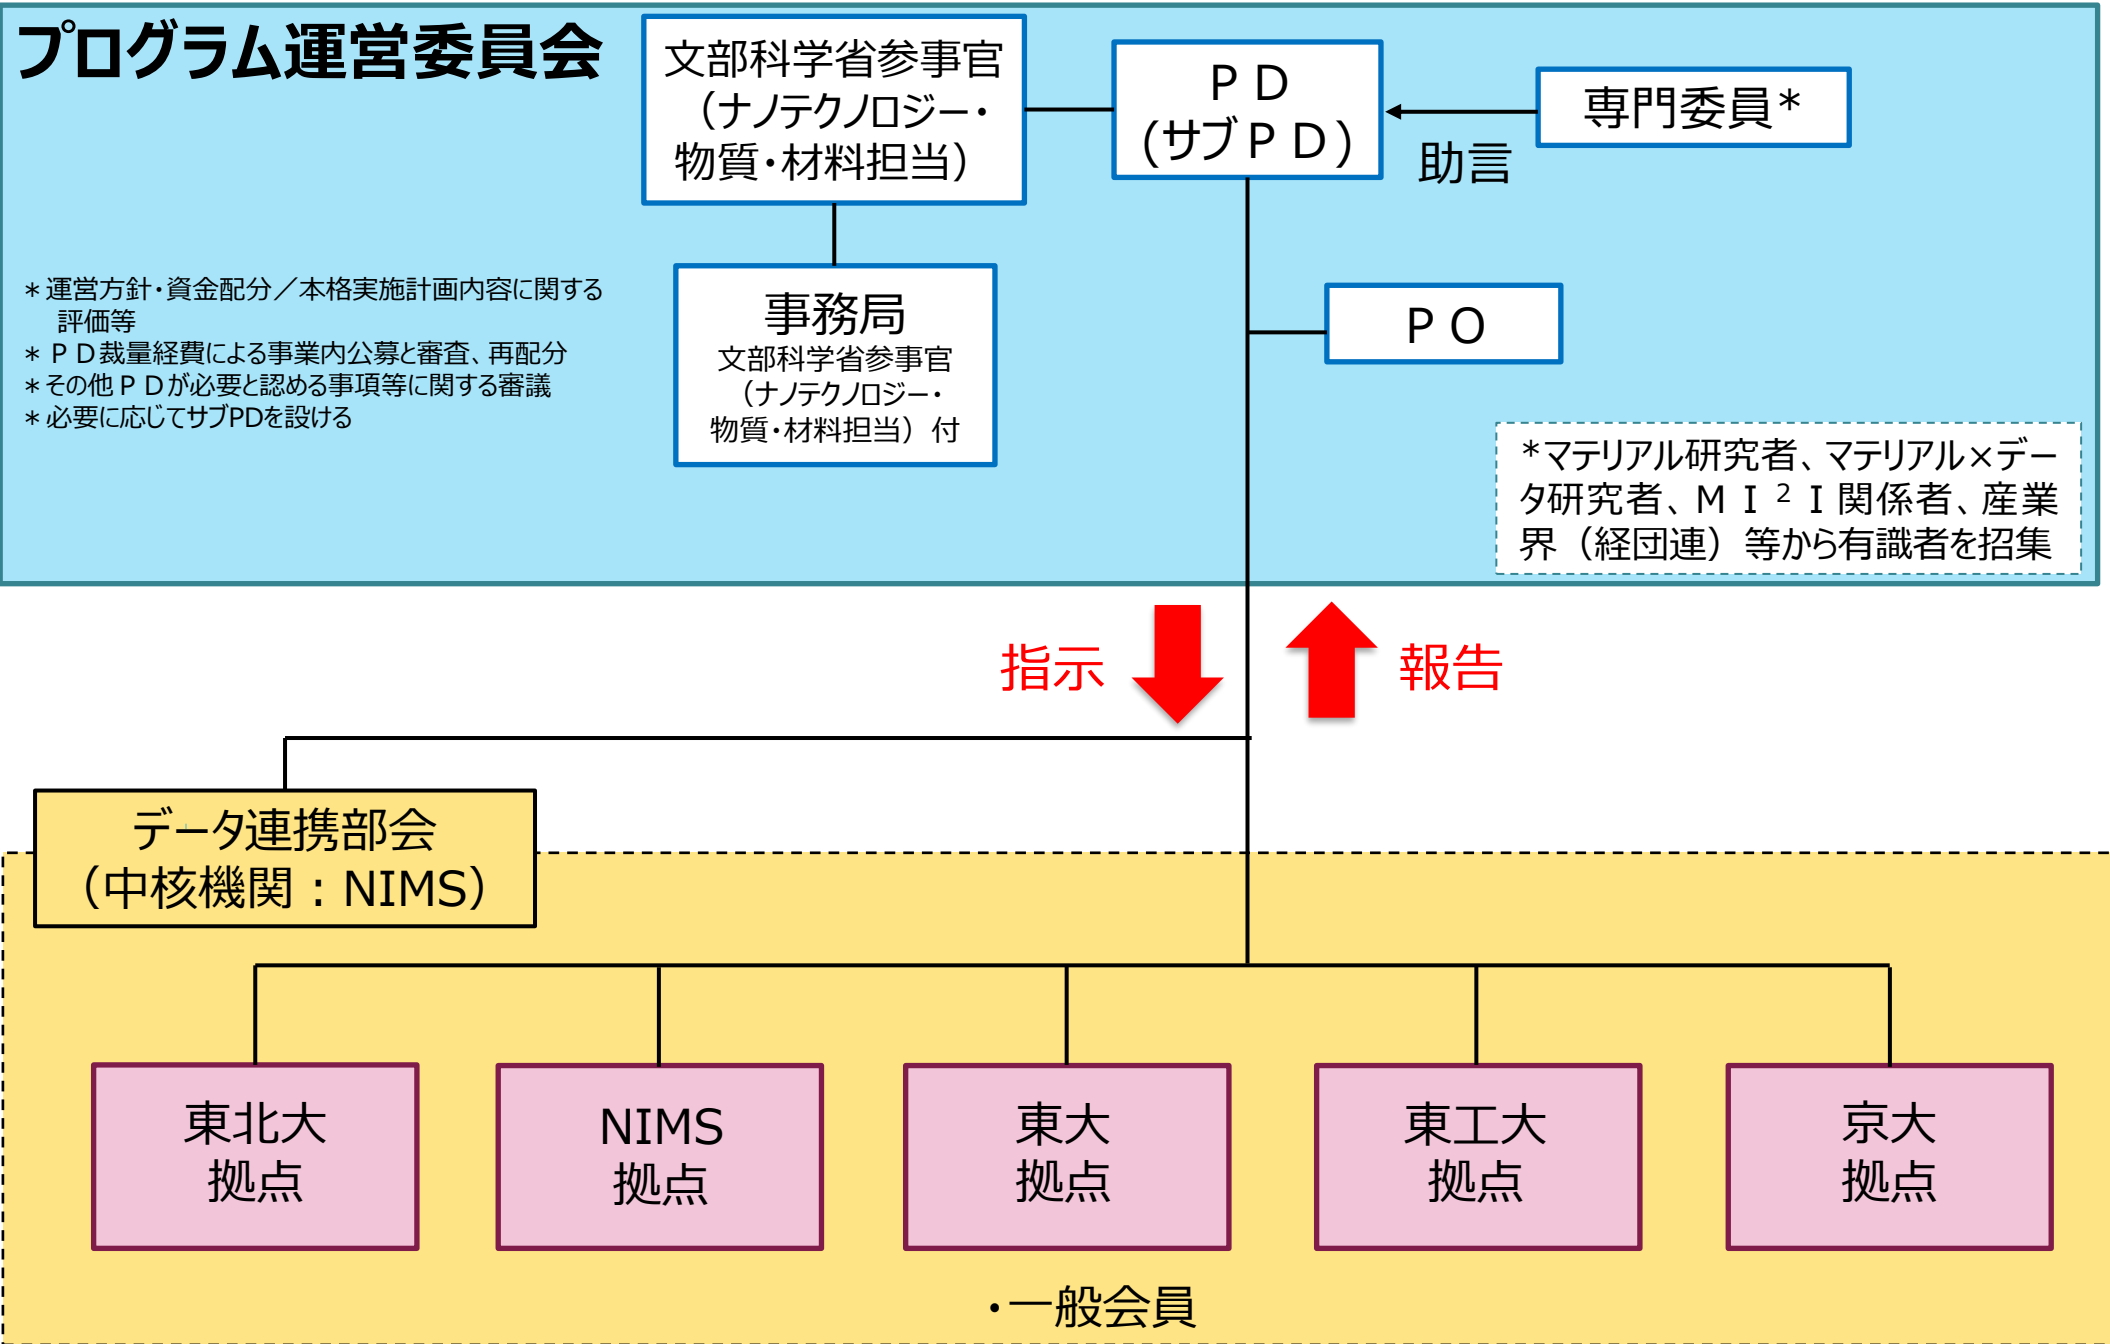 プログラム運営委員会
文部科学省参事官
（ナノテクノロジー・
物質・材料担当）
ＰＤ
(サブＰＤ)
専門委員*
助言
＊運営方針・資金配分／本格実施計画内容に関する
評価等
＊ＰＤ裁量経費による事業内公募と審査、再配分
＊その他ＰＤが必要と認める事項等に関する審議
＊必要に応じてサブPDを設ける
事務局
文部科学省参事官
（ナノテクノロジー・
物質・材料担当）付
ＰＯ
*マテリアル研究者、マテリアル×デー
タ研究者、ＭＩ²Ｉ関係者、産業
界（経団連）等から有識者を招集
指示
報告
データ連携部会
（中核機関：NIMS）
東北大
拠点
NIMS
拠点
東大
拠点
東工大
拠点
京大
拠点
・一般会員